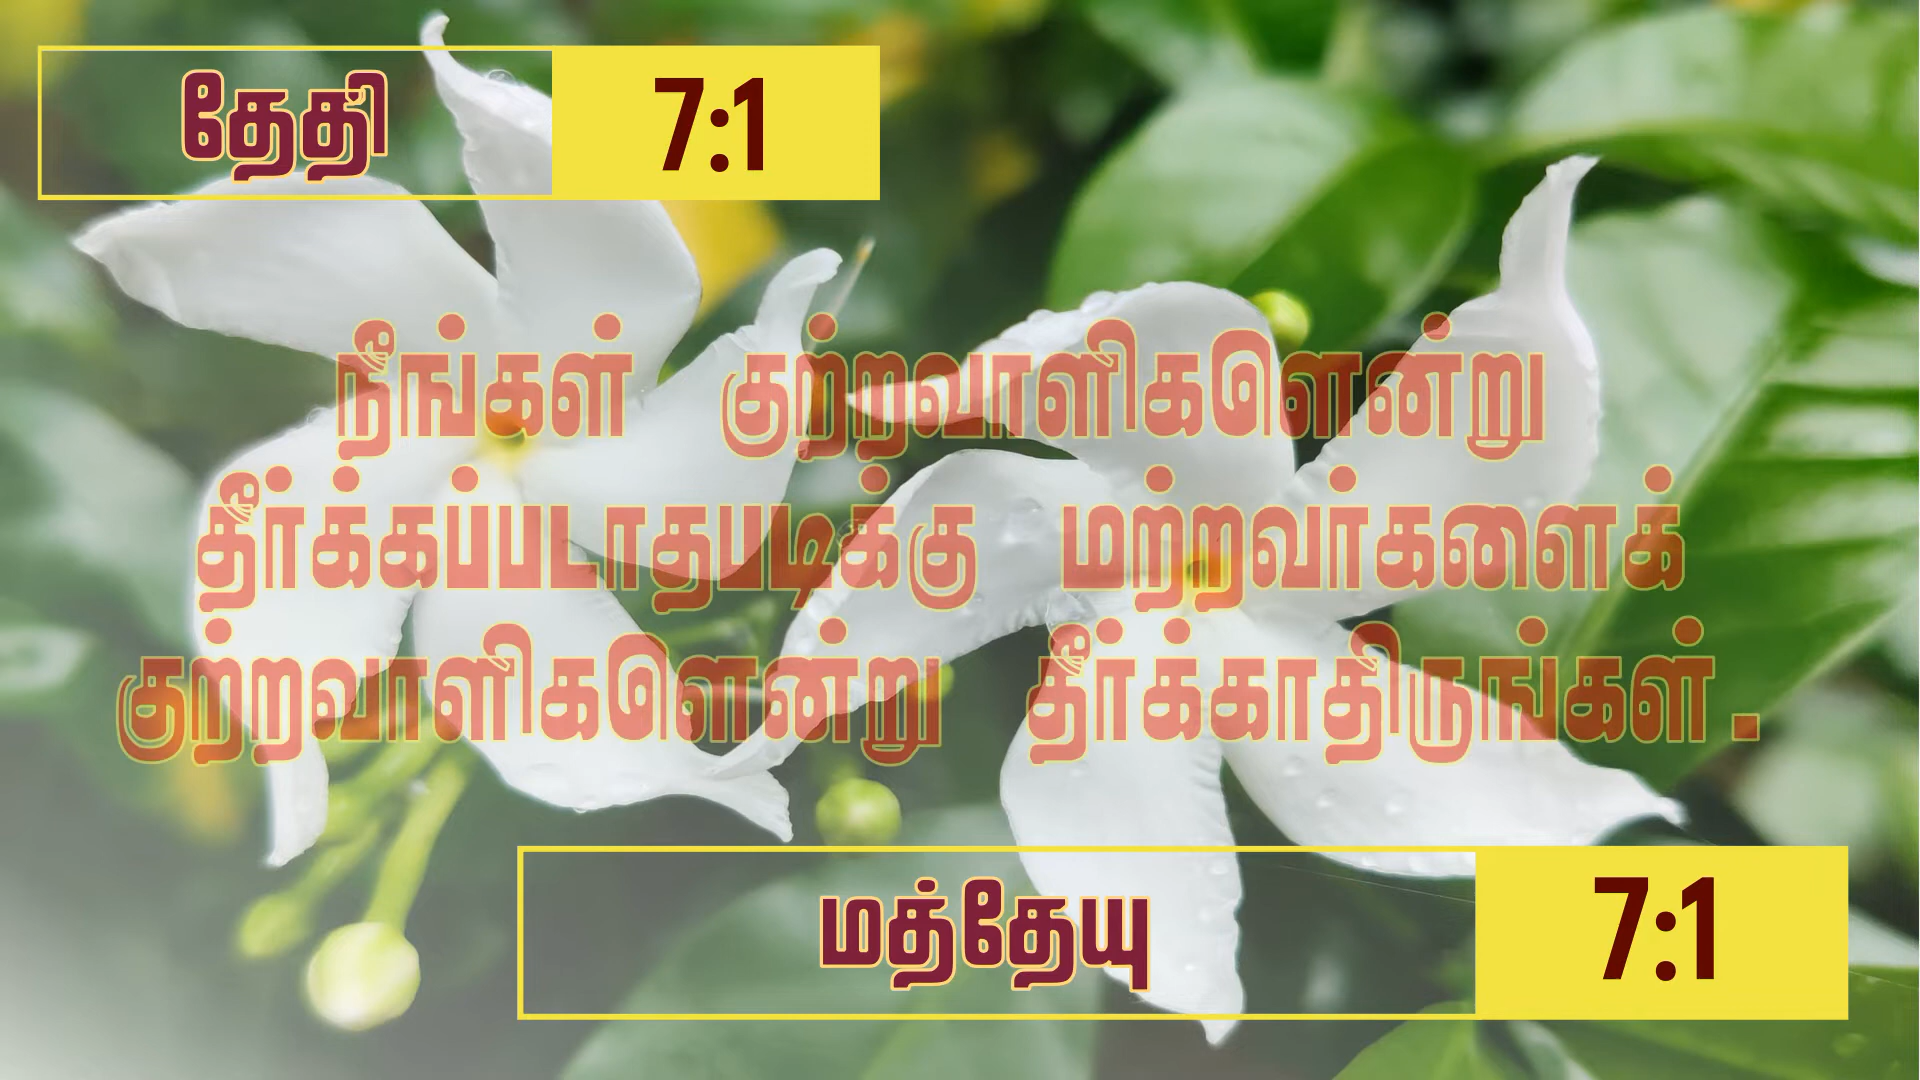 தேதி 7:1
நீங்கள் குற்றவாளிகளென்று
தீர்க்கப்படாதபடிக்கு மற்றவர்களைக்
குற்றவாளிகளென்று தீர்க்காதிருங்கள்.
மத்தேயு 7:1